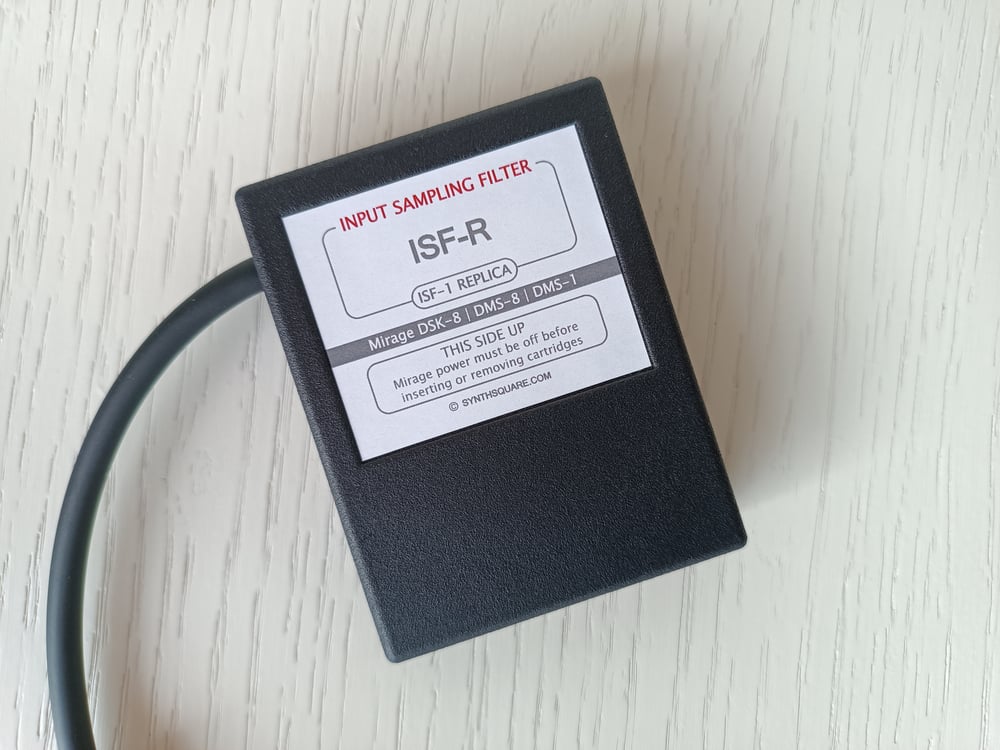 INPUT SAMPLING FILTER
ISF-R
ISF-1 REPLICA
Mirage DSK-8 | DMS-8 | DMS-1
THIS SIDE UP
Mirage power must be off before
inserting or removing cartridges
© SYNTHSQUARE.COM